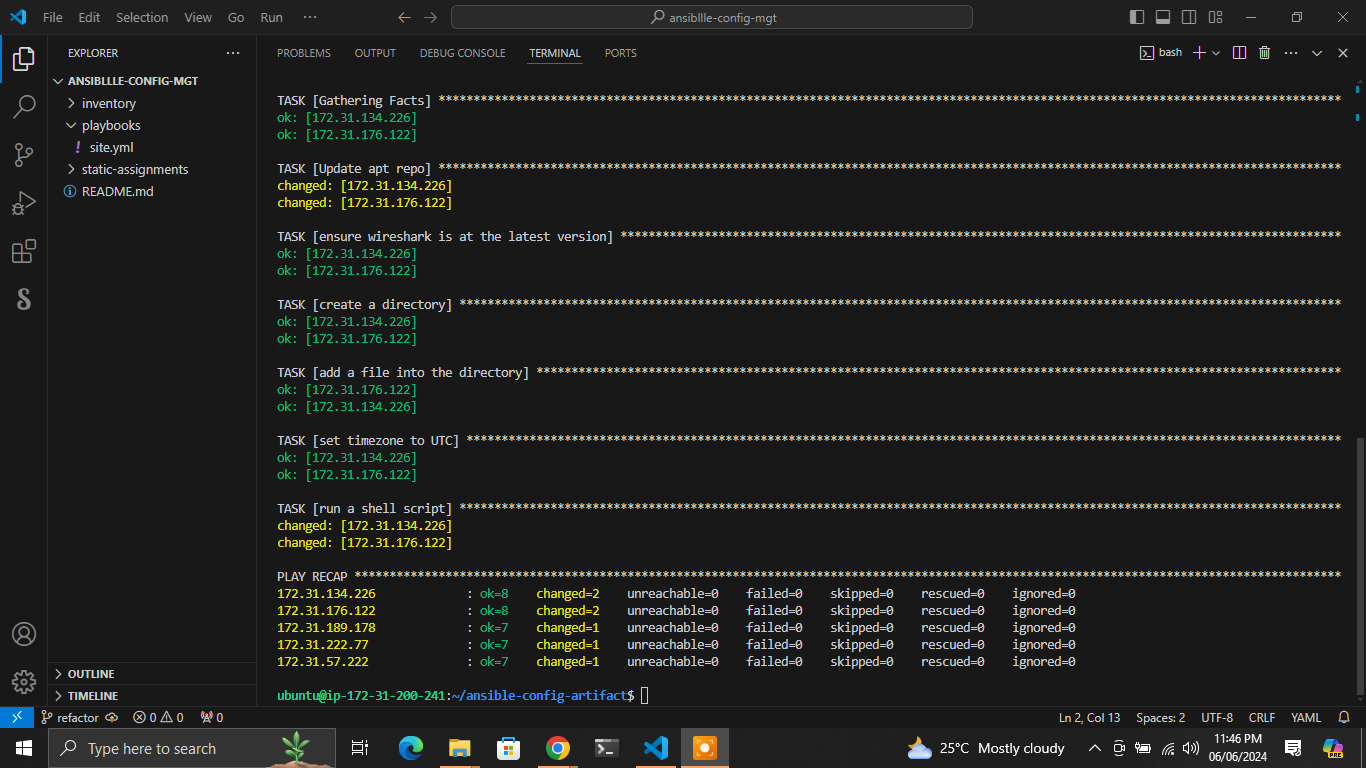 File Edit Selection View Go Run ··· ansibllle-config-mgt
EXPLORER ···
ANSIBLLLE-CONFIG-MGT
inventory
playbooks
! site.yml
static-assignments
README.md
OUTLINE
TIMELINE
PROBLEMS OUTPUT DEBUG CONSOLE TERMINAL PORTS bash
TASK [Gathering Facts] *********************************************************************************************************************************
ok: [172.31.134.226]
ok: [172.31.176.122]
TASK [Update apt repo] *********************************************************************************************************************************
changed: [172.31.134.226]
changed: [172.31.176.122]
TASK [ensure wireshark is at the latest version] *******************************************************************************************************
ok: [172.31.134.226]
ok: [172.31.176.122]
TASK [create a directory] ******************************************************************************************************************************
ok: [172.31.134.226]
ok: [172.31.176.122]
TASK [add a file into the directory] *******************************************************************************************************************
ok: [172.31.176.122]
ok: [172.31.134.226]
TASK [set timezone to UTC] *****************************************************************************************************************************
ok: [172.31.134.226]
ok: [172.31.176.122]
TASK [run a shell script] ******************************************************************************************************************************
changed: [172.31.134.226]
changed: [172.31.176.122]
PLAY RECAP *********************************************************************************************************************************************
172.31.134.226 : ok=8 changed=2 unreachable=0 failed=0 skipped=0 rescued=0 ignored=0
172.31.176.122 : ok=8 changed=2 unreachable=0 failed=0 skipped=0 rescued=0 ignored=0
172.31.189.178 : ok=7 changed=1 unreachable=0 failed=0 skipped=0 rescued=0 ignored=0
172.31.222.77 : ok=7 changed=1 unreachable=0 failed=0 skipped=0 rescued=0 ignored=0
172.31.57.222 : ok=7 changed=1 unreachable=0 failed=0 skipped=0 rescued=0 ignored=0
ubuntu@ip-172-31-200-241:~/ansible-config-artifact$
refactor 0 0 0 Ln 2, Col 13 Spaces: 2 UTF-8 CRLF YAML
Type here to search 25°C Mostly cloudy 11:46 PM
06/06/2024
PRE